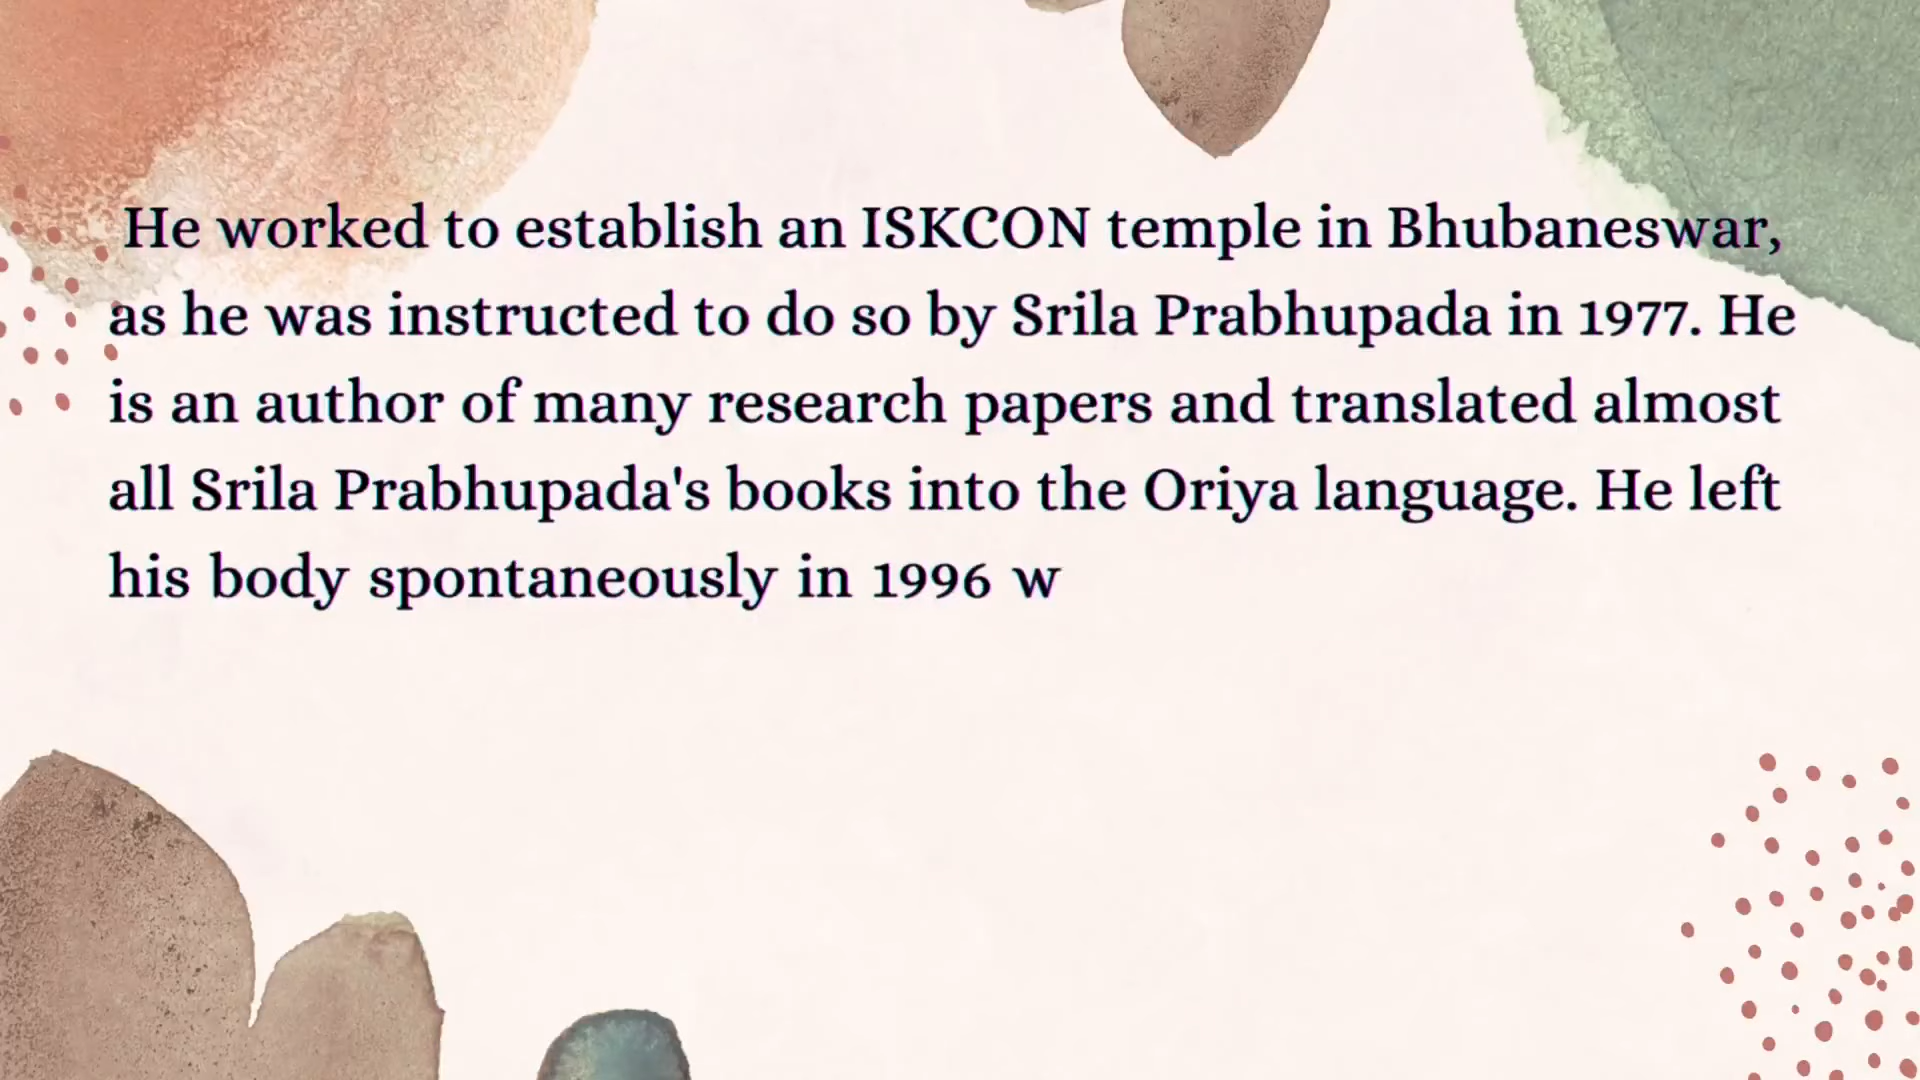 He worked to establish an ISKCON temple in Bhubaneswar,
as he was instructed to do so by Srila Prabhupada in 1977. He
is an author of many research papers and translated almost
all Srila Prabhupada's books into the Oriya language. He left
his body spontaneously in 1996 w